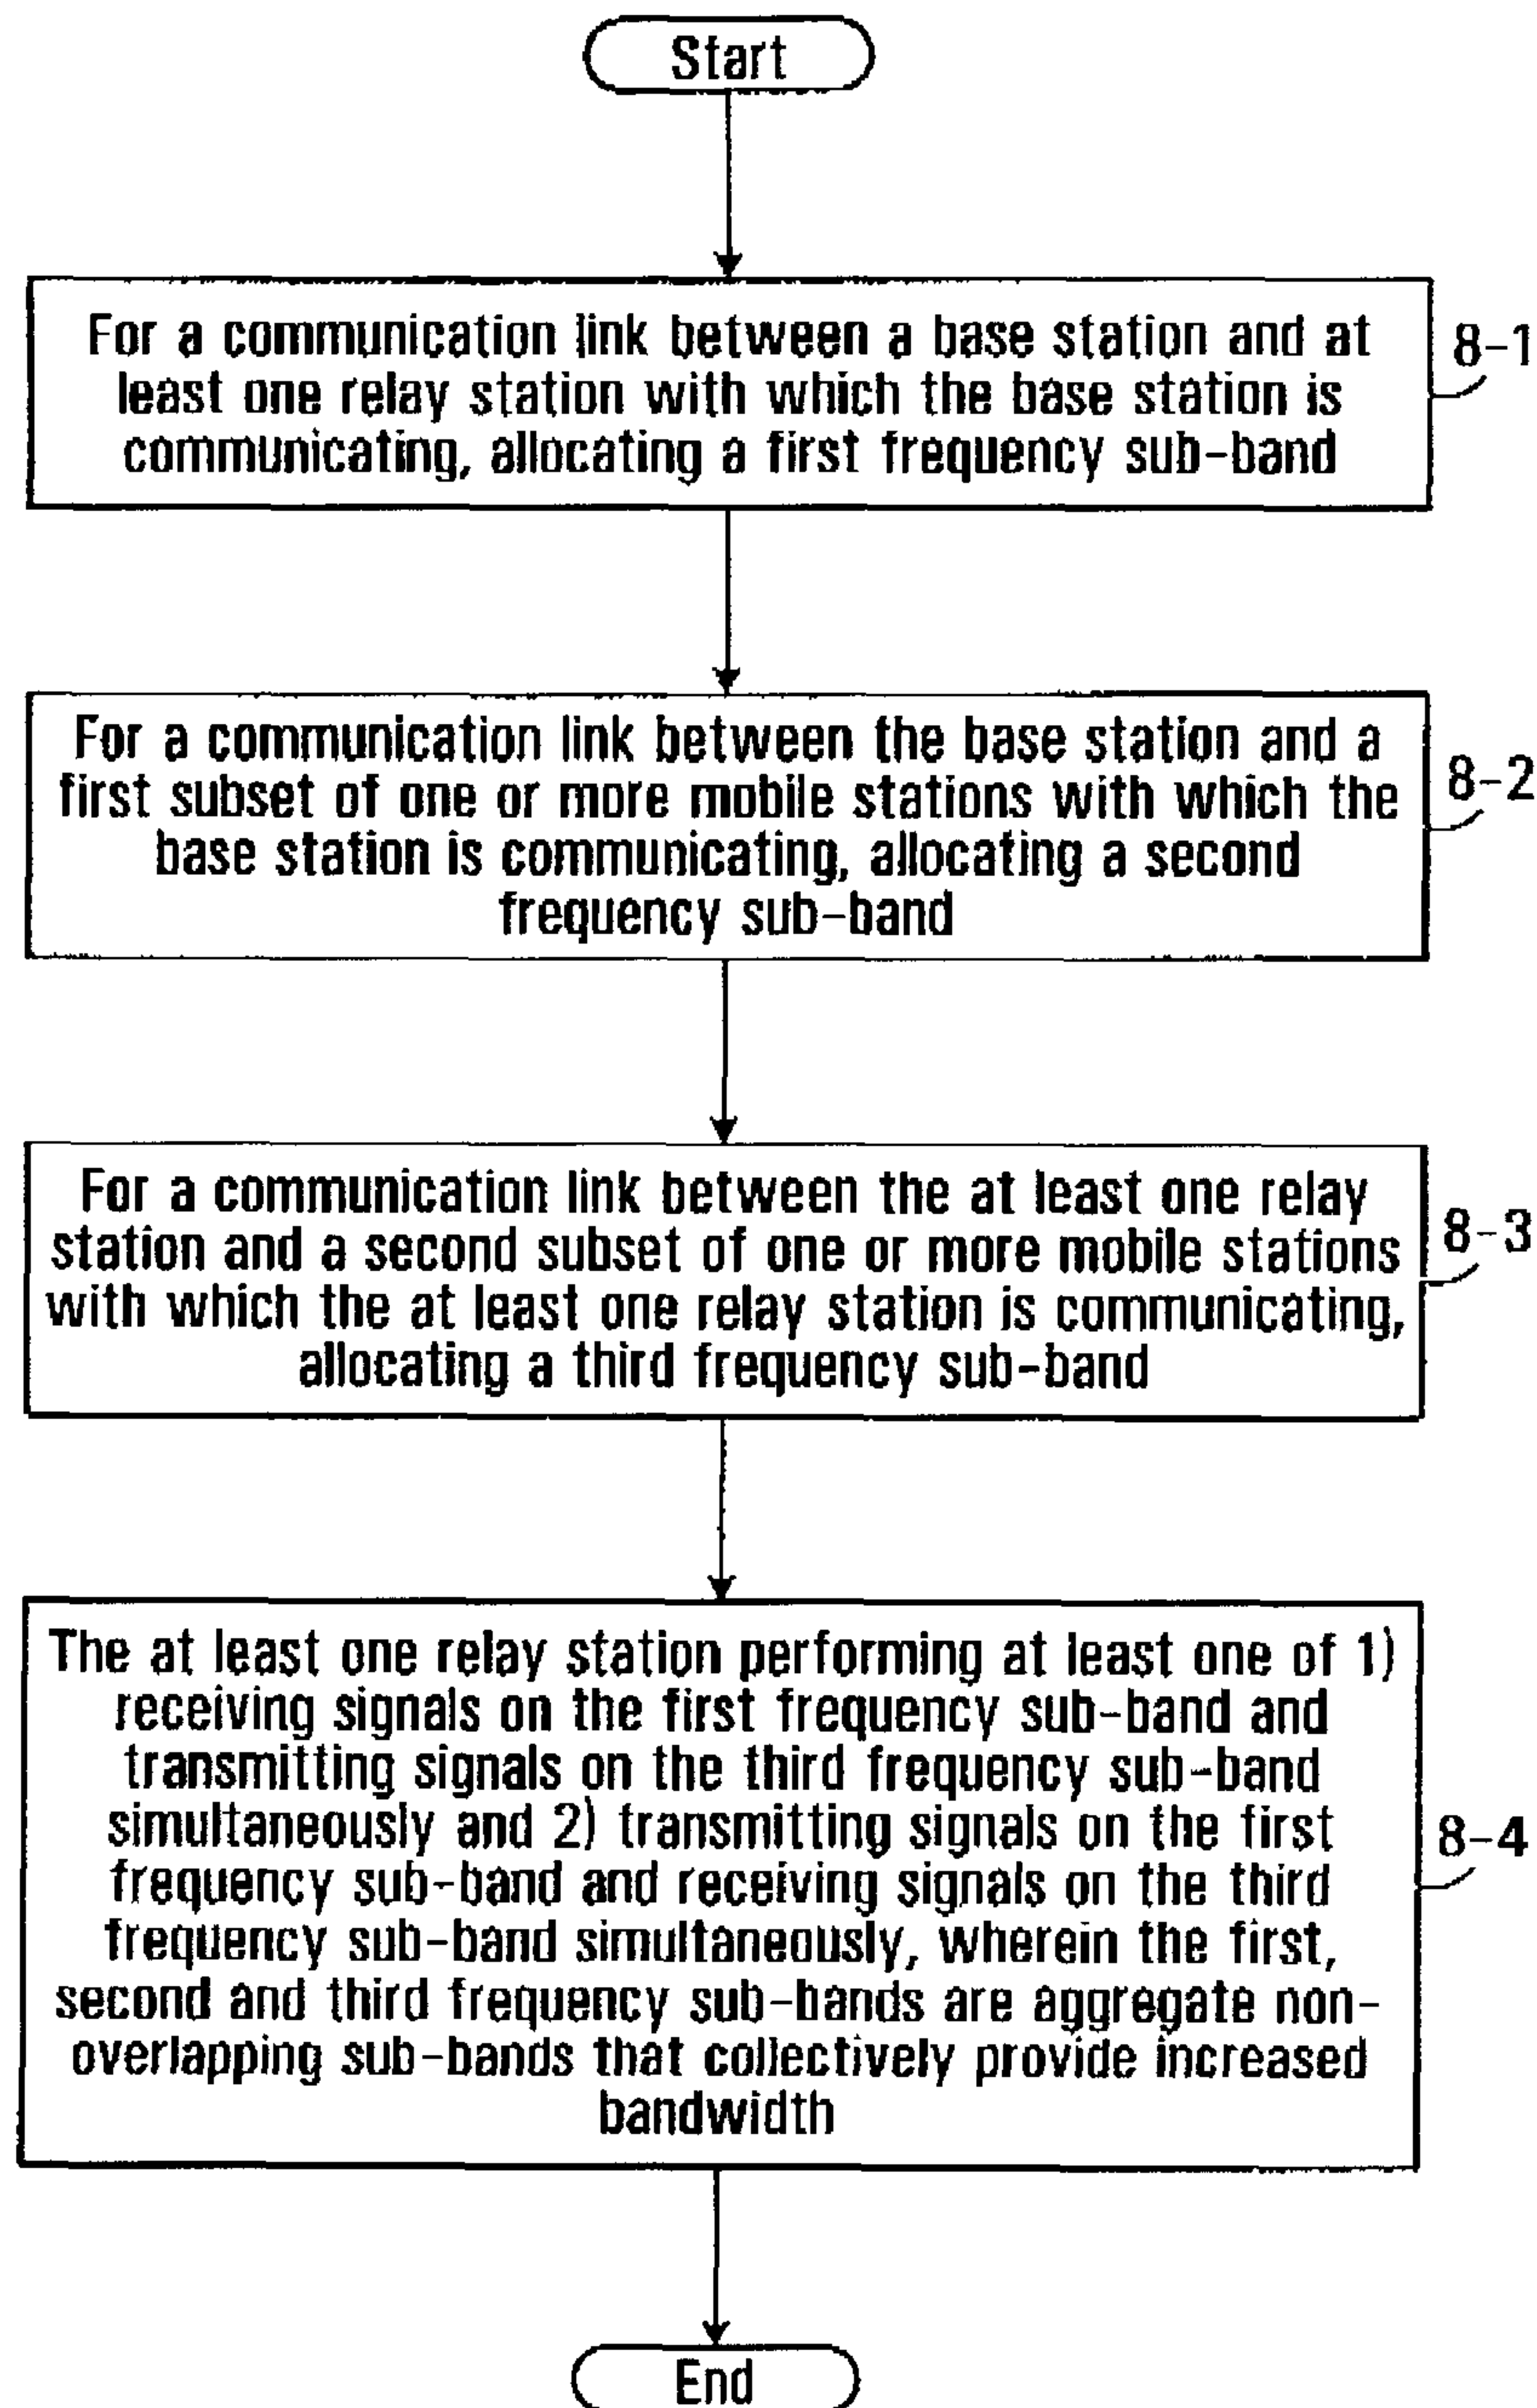 Start
For a communication link between a base station and at
least one relay station with which the base station is
communicating, allocating a first frequency sub-band
8-1
For a communication link between the base station and a
first subset of one or more mobile stations with which the
base station is communicating, allocating a second
frequency sub-band
8-2
For a communication link between the at least one relay
station and a second subset of one or more mobile stations
with which the at least one relay station is communicating,
allocating a third frequency sub-band
8-3
The at least one relay station performing at least one of 1)
receiving signals on the first frequency sub-band and
transmitting signals on the third frequency sub-band
simultaneously and 2) transmitting signals on the first
frequency sub-band and receiving signals on the third
frequency sub-band simultaneously, wherein the first,
second and third frequency sub-bands are aggregate non-
overlapping sub-bands that collectively provide increased
bandwidth
8-4
End